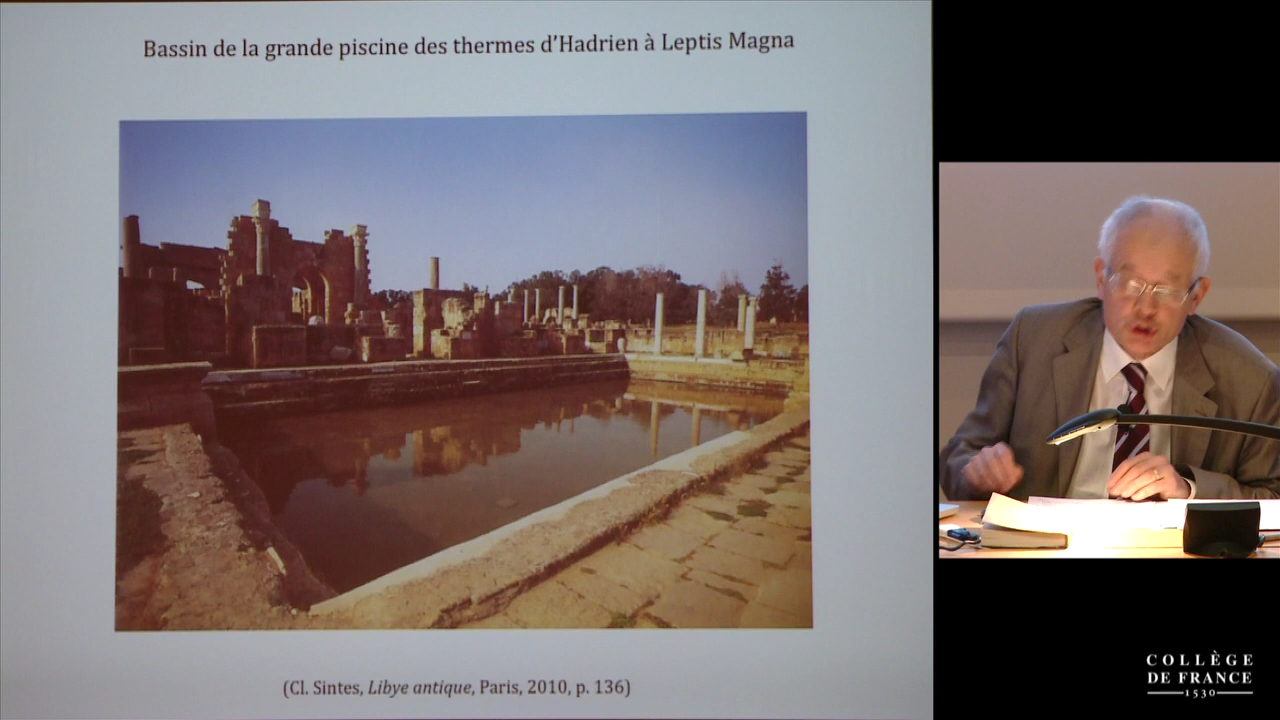 Bassin de la grande piscine des thermes d’Hadrien à Leptis Magna
(Cl. Sintes, Libye antique, Paris, 2010, p. 136)
COLLÈGE
DE FRANCE
1530